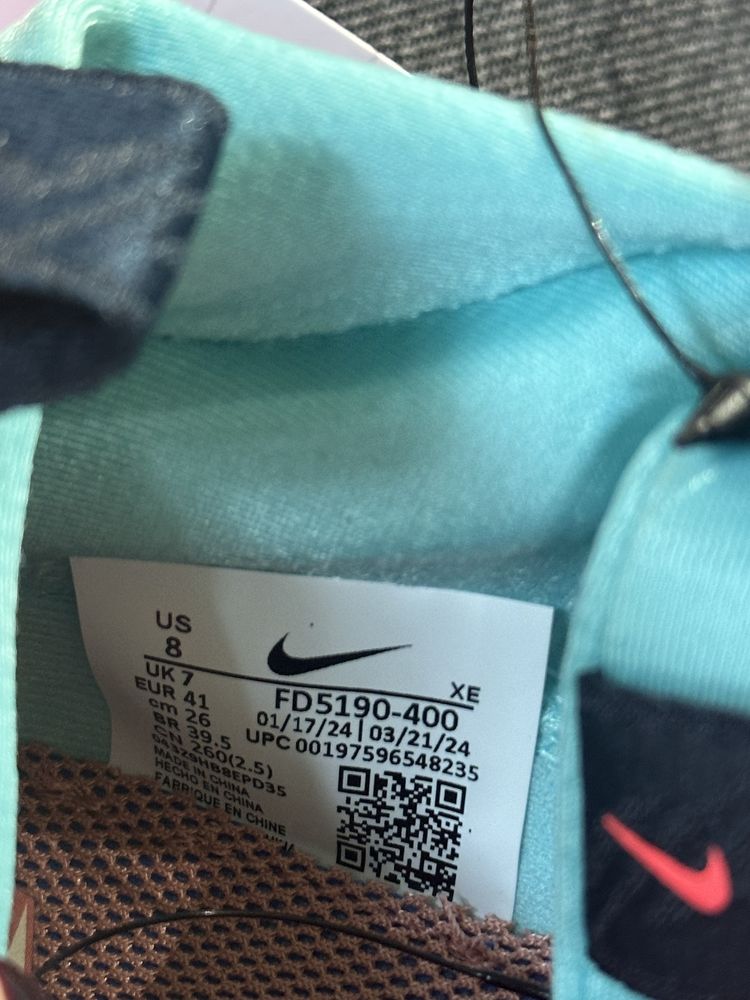 US
8
XE
UK 7
EUR 41
cm 26
BR 39.5
CN 260(2.5)
FD5190-400
01/17/24 | 03/21/24
UPC 00197596548235
MADE IN CHINA
HECHO EN CHINA
FABRIQUE EN CHINE